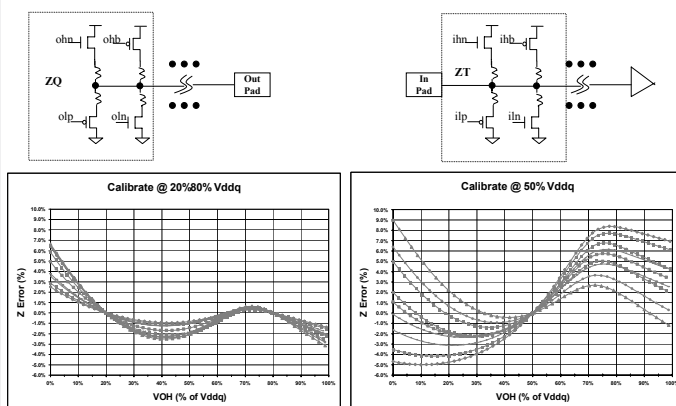 ohn
ohb
ZQ
olp
oln
Out
Pad
ihn
ihb
ZT
In
Pad
ilp
iln
Calibrate @ 20%80% Vddq
10.0%
9.0%
8.0%
7.0%
6.0%
5.0%
4.0%
3.0%
2.0%
1.0%
0.0%
-1.0%
-2.0%
-3.0%
-4.0%
-5.0%
-6.0%
Z Error (%)
0% 10% 20% 30% 40% 50% 60% 70% 80% 90% 100%
VOH (% of Vddq)
Calibrate @ 50% Vddq
10.0%
9.0%
8.0%
7.0%
6.0%
5.0%
4.0%
3.0%
2.0%
1.0%
0.0%
-1.0%
-2.0%
-3.0%
-4.0%
-5.0%
-6.0%
Z Error (%)
0% 10% 20% 30% 40% 50% 60% 70% 80% 90% 100%
VOH (% of Vddq)